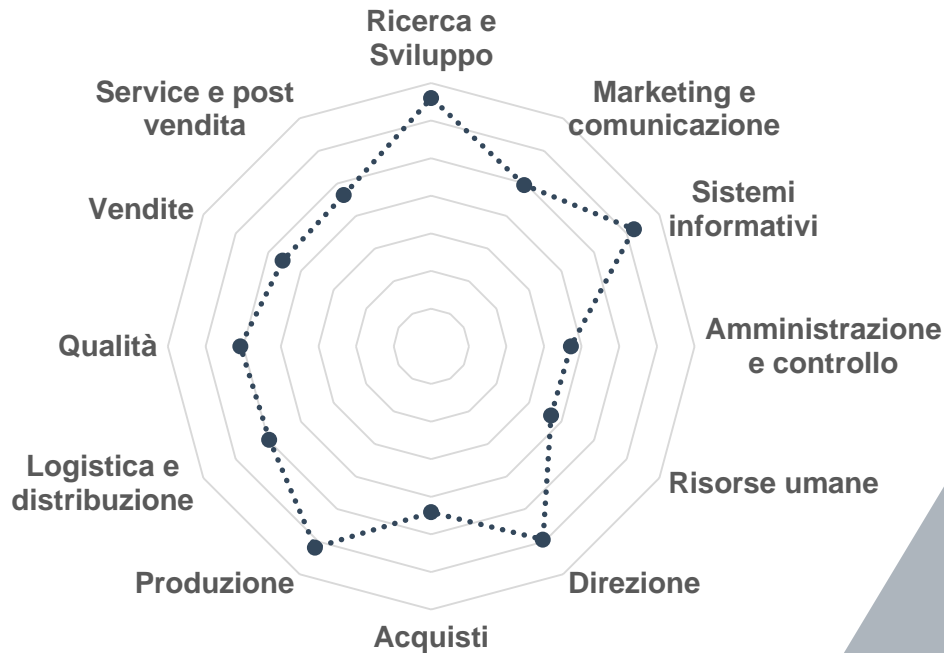 Ricerca e
Sviluppo
Marketing e
comunicazione
Sistemi
informativi
Amministrazione
e controllo
Risorse umane
Direzione
Acquisti
Produzione
Logistica e
distribuzione
Qualità
Vendite
Service e post
vendita